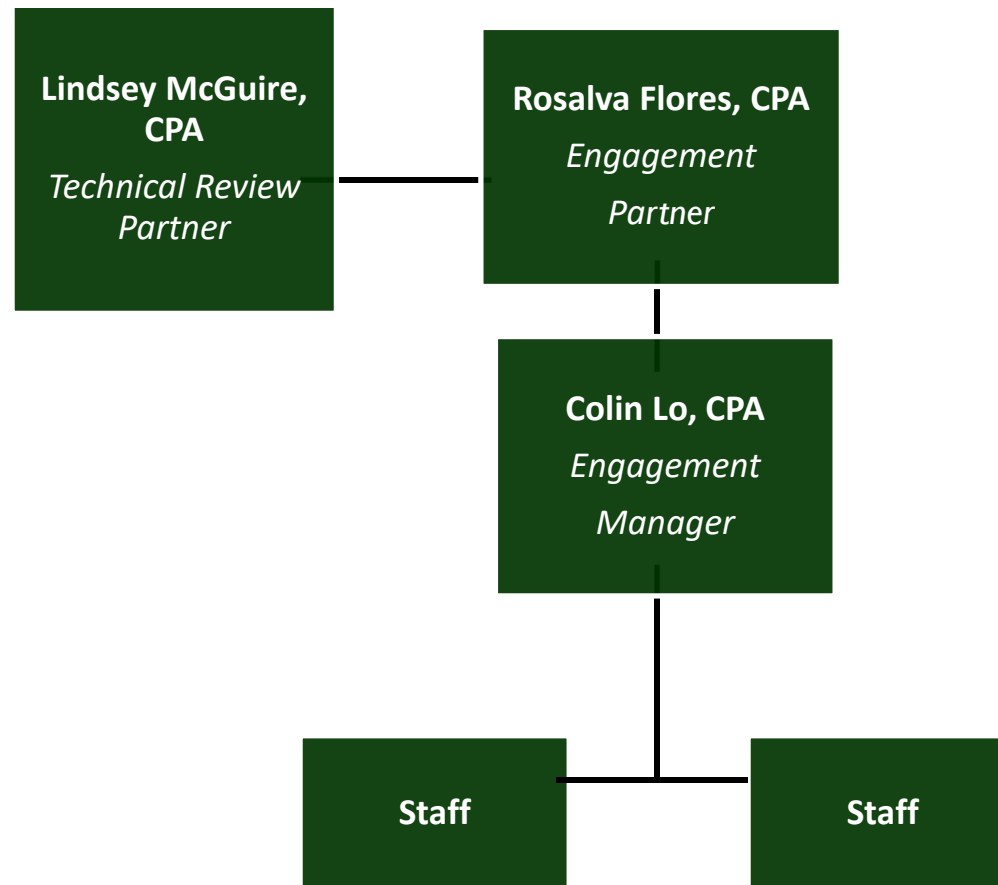 Lindsey McGuire,
CPA
Technical Review
Partner
Rosalva Flores, CPA
Engagement
Partner
Colin Lo, CPA
Engagement
Manager
Staff
Staff